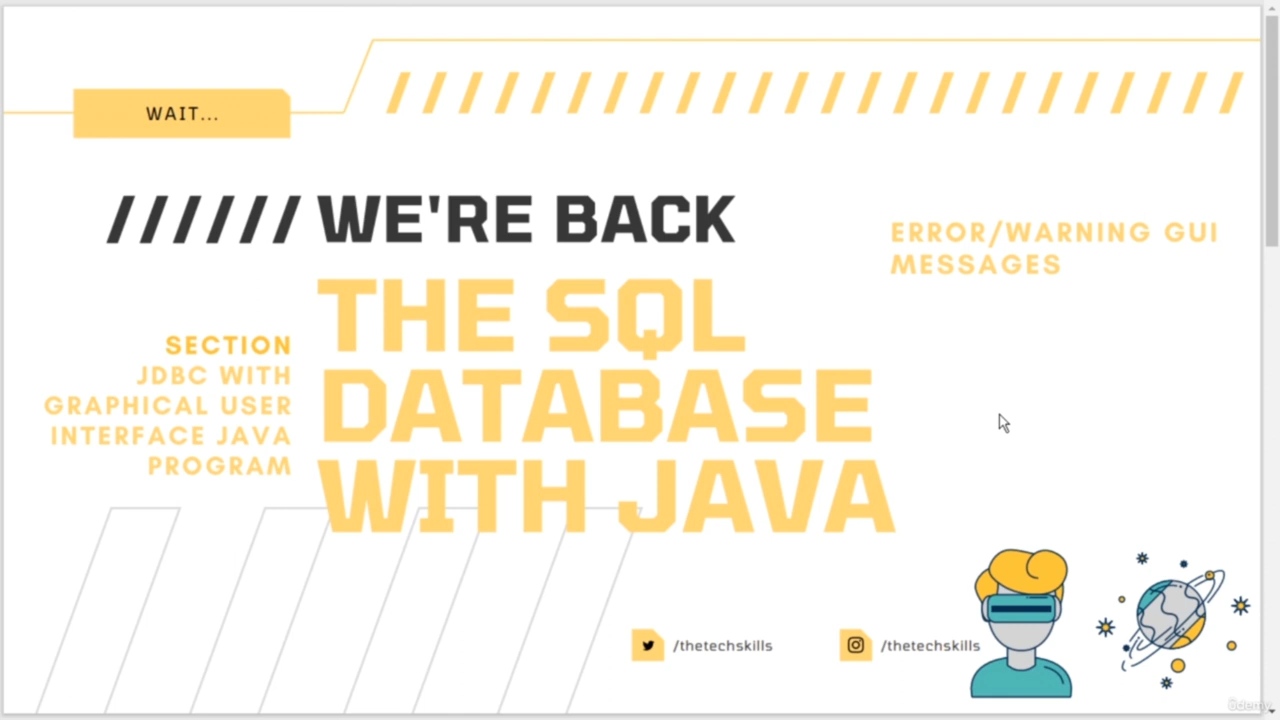 WAIT...
WE'RE BACK
ERROR/WARNING GUI
MESSAGES
THE SQL
DATABASE
WITH JAVA
SECTION
JDBC WITH
GRAPHICAL USER
INTERFACE JAVA
PROGRAM
/thetechskills
/thetechskills
udemy